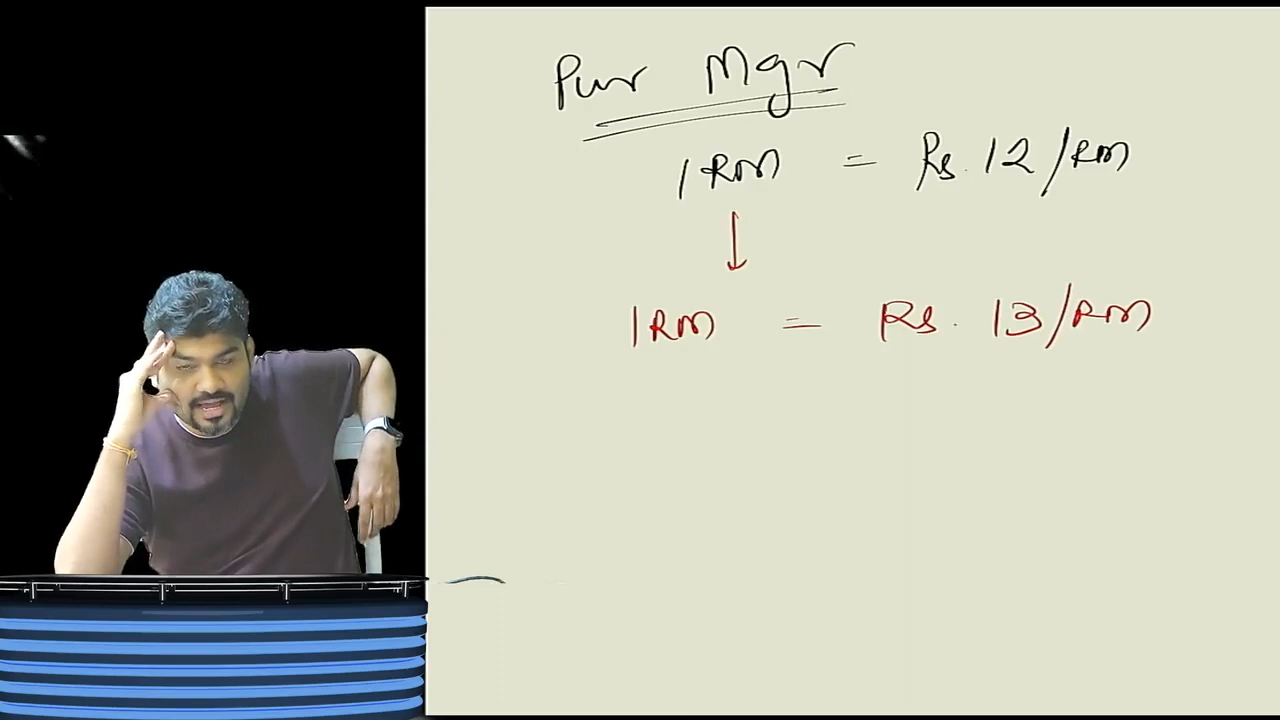 Pur Mgr
1RM = Rs. 12/RM
1RM = Rs. 13/RM